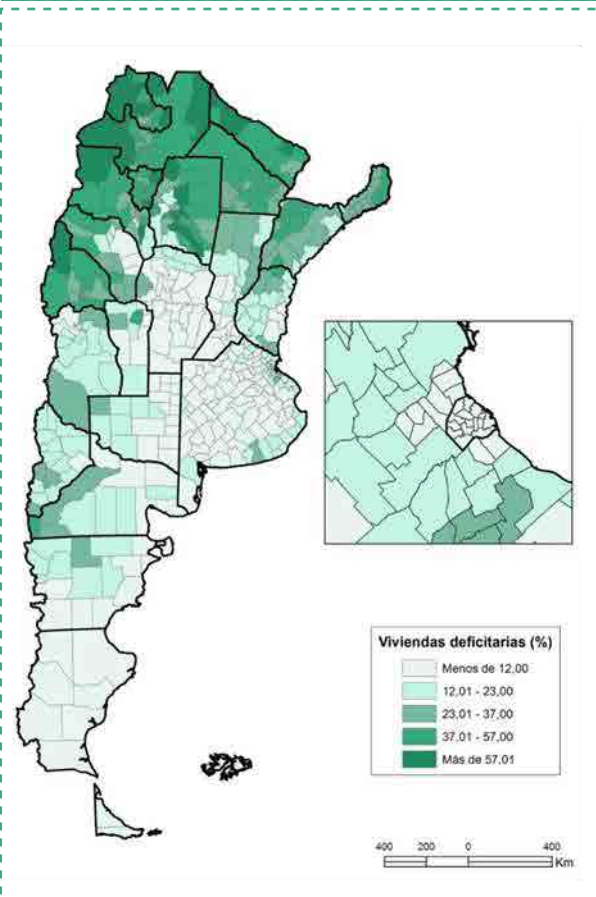 Viviendas deficitarias (%)
Menos de 12,00
12,01 - 23,00
23,01 - 37,00
37,01 - 57,00
Más de 57,01
400 200 0 400
Km